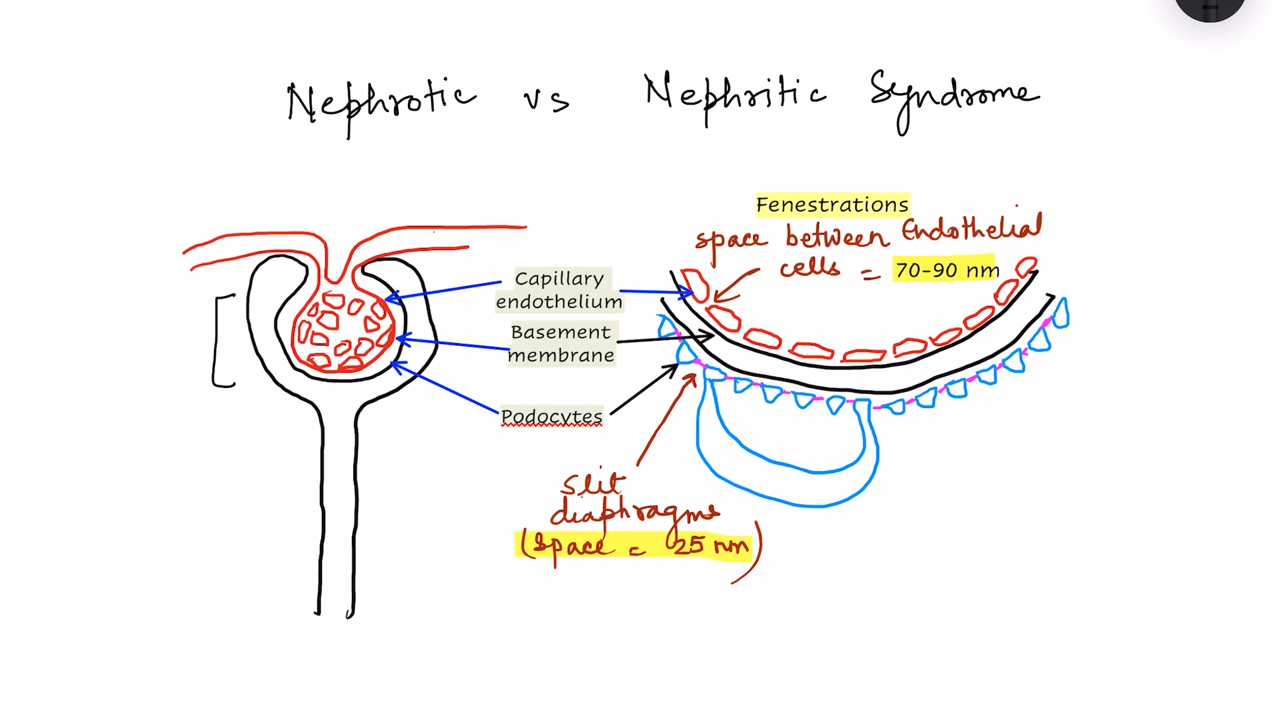 Nephrotic vs Nephritic Syndrome
Fenestrations
space between Endothelial
cells = 70-90 nm
Capillary
endothelium
Basement
membrane
Podocytes
Slit
diaphragms
(Space = 25 nm)